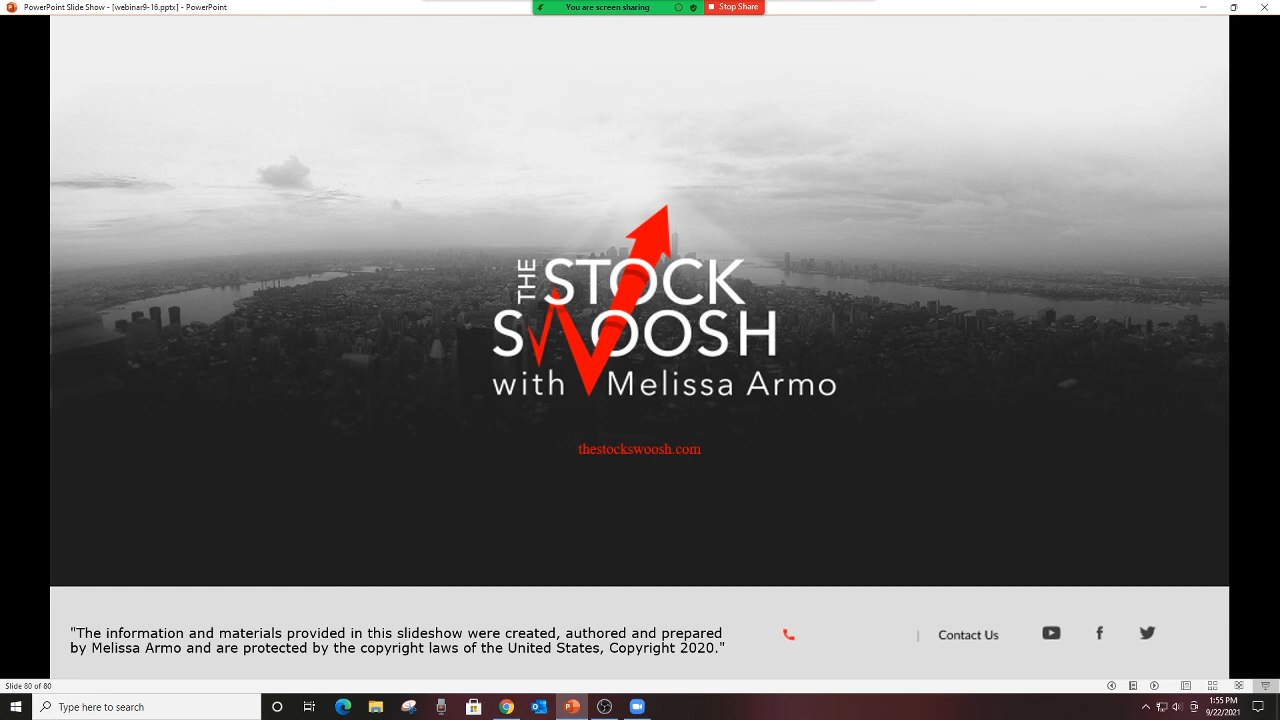 PowerPoint Slide Show - [webinar9-16.pptx] - PowerPoint
You are screen sharing
Stop Share
THE STOCK
SWOOSH
with Melissa Armo
thestockswoosh.com
"The information and materials provided in this slideshow were created, authored and prepared
by Melissa Armo and are protected by the copyright laws of the United States, Copyright 2020."
| Contact Us
Slide 80 of 80
Type here to search
1:55 PM
9/22/2021